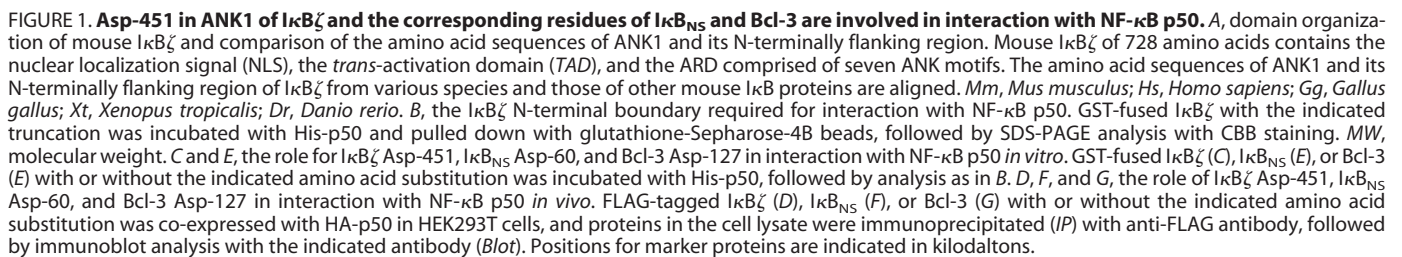 FIGURE 1. Asp-451 in ANK1 of IκBζ and the corresponding residues of IκBNS and Bcl-3 are involved in interaction with NF-κB p50. A, domain organiza-
tion of mouse IκBζ and comparison of the amino acid sequences of ANK1 and its N-terminally flanking region. Mouse IκBζ of 728 amino acids contains the
nuclear localization signal (NLS), the trans-activation domain (TAD), and the ARD comprised of seven ANK motifs. The amino acid sequences of ANK1 and its
N-terminally flanking region of IκBζ from various species and those of other mouse IκB proteins are aligned. Mm, Mus musculus; Hs, Homo sapiens; Gg, Gallus
gallus; Xt, Xenopus tropicalis; Dr, Danio rerio. B, the IκBζ N-terminal boundary required for interaction with NF-κB p50. GST-fused IκBζ with the indicated
truncation was incubated with His-p50 and pulled down with glutathione-Sepharose-4B beads, followed by SDS-PAGE analysis with CBB staining. MW,
molecular weight. C and E, the role for IκBζ Asp-451, IκBNS Asp-60, and Bcl-3 Asp-127 in interaction with NF-κB p50 in vitro. GST-fused IκBζ (C), IκBNS (E), or Bcl-3
(E) with or without the indicated amino acid substitution was incubated with His-p50, followed by analysis as in B. D, F, and G, the role of IκBζ Asp-451, IκBNS
Asp-60, and Bcl-3 Asp-127 in interaction with NF-κB p50 in vivo. FLAG-tagged IκBζ (D), IκBNS (F), or Bcl-3 (G) with or without the indicated amino acid
substitution was co-expressed with HA-p50 in HEK293T cells, and proteins in the cell lysate were immunoprecipitated (IP) with anti-FLAG antibody, followed
by immunoblot analysis with the indicated antibody (Blot). Positions for marker proteins are indicated in kilodaltons.